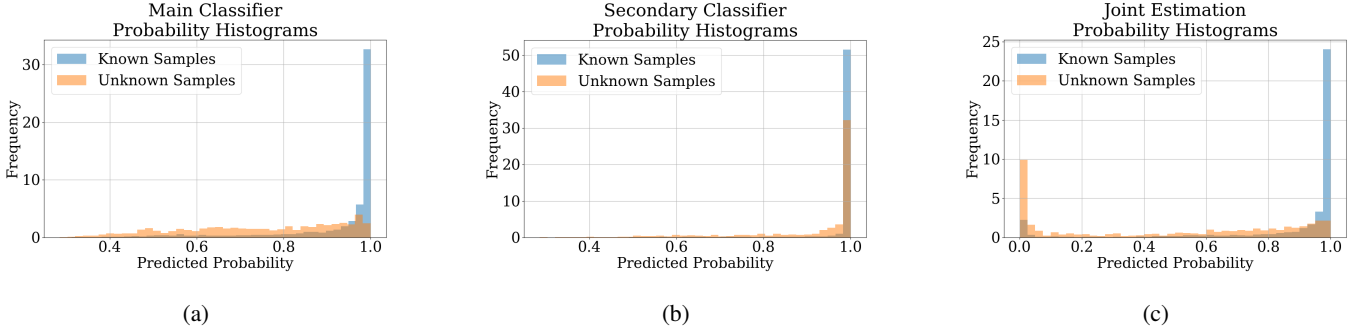 Main Classifier
Probability Histograms
Known Samples
Unknown Samples
Frequency
30
20
10
0
0.4 0.6 0.8 1.0
Predicted Probability
(a)
Secondary Classifier
Probability Histograms
Known Samples
Unknown Samples
Frequency
50
40
30
20
10
0
0.4 0.6 0.8 1.0
Predicted Probability
(b)
Joint Estimation
Probability Histograms
Known Samples
Unknown Samples
Frequency
25
20
15
10
5
0
0.0 0.2 0.4 0.6 0.8 1.0
Predicted Probability
(c)